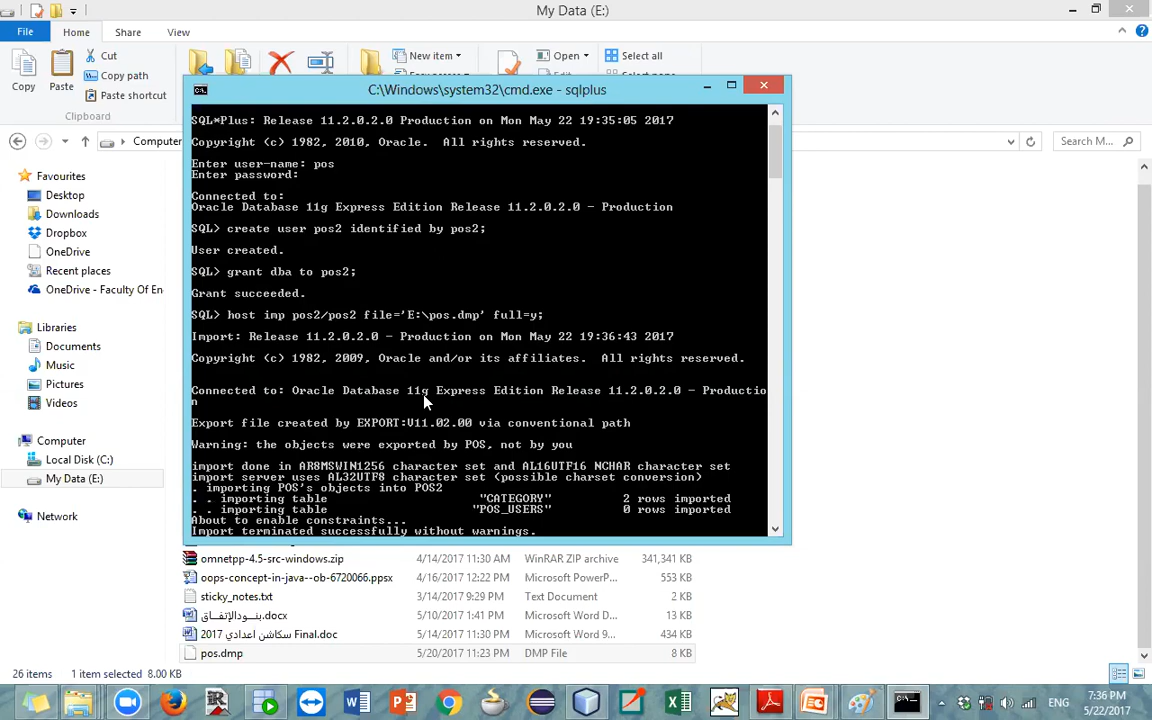 My Data (E:)
File
Home
Share
View
Copy
Paste
Cut
Copy path
Paste shortcut
Clipboard
New item
Open
Edit
Select all
Computer
Search M...
C:\Windows\system32\cmd.exe - sqlplus
SQL*Plus: Release 11.2.0.2.0 Production on Mon May 22 19:35:05 2017
Copyright (c) 1982, 2010, Oracle.  All rights reserved.
Enter user-name: pos
Enter password:
Connected to:
Oracle Database 11g Express Edition Release 11.2.0.2.0 - Production
SQL> create user pos2 identified by pos2;
User created.
SQL> grant dba to pos2;
Grant succeeded.
SQL> host imp pos2/pos2 file='E:\pos.dmp' full=y;
Import: Release 11.2.0.2.0 - Production on Mon May 22 19:36:43 2017
Copyright (c) 1982, 2009, Oracle and/or its affiliates.  All rights reserved.
Connected to: Oracle Database 11g Express Edition Release 11.2.0.2.0 - Productio
n
Export file created by EXPORT:V11.02.00 via conventional path
Warning: the objects were exported by POS, not by you
import done in AR8MSWIN1256 character set and AL16UTF16 NCHAR character set
import server uses AL32UTF8 character set (possible charset conversion)
. importing POS's objects into POS2
. . importing table "CATEGORY" 2 rows imported
. . importing table "POS_USERS" 0 rows imported
About to enable constraints...
Import terminated successfully without warnings.
Favourites
Desktop
Downloads
Dropbox
OneDrive
Recent places
OneDrive - Faculty Of En
Libraries
Documents
Music
Pictures
Videos
Computer
Local Disk (C:)
My Data (E:)
Network
omnetpp-4.5-src-windows.zip 4/14/2017 11:30 AM WinRAR ZIP archive 341,341 KB
oops-concept-in-java--ob-6720066.ppsx 4/16/2017 12:22 PM Microsoft PowerP... 553 KB
sticky_notes.txt 3/14/2017 9:29 PM Text Document 2 KB
بنـــود الإتفـــاق.docx 5/10/2017 1:41 PM Microsoft Word D... 13 KB
سكاشن اعدادي 2017 Final.doc 5/14/2017 11:30 PM Microsoft Word 9... 434 KB
pos.dmp 5/20/2017 11:23 PM DMP File 8 KB
26 items 1 item selected 8.00 KB
ENG
7:36 PM
5/22/2017